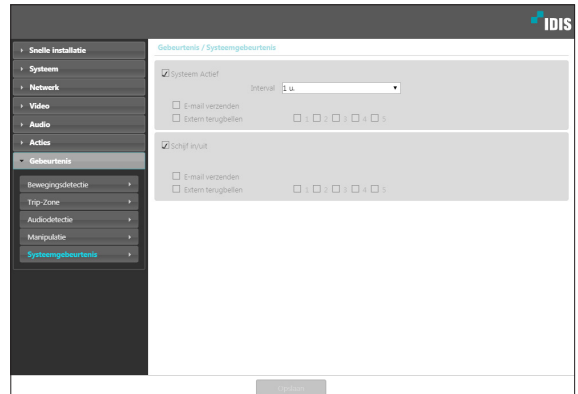 IDIS
Snelle installatie
Systeem
Netwerk
Video
Audio
Acties
Gebeurtenis
Bewegingsdetectie
Trip-Zone
Audiodetectie
Manipulatie
Systeemgebeurtenis
Gebeurtenis / Systeemgebeurtenis
Systeem Actief
Interval 1 u.
E-mail verzenden
Extern terugbellen 1 2 3 4 5
Schijf in/uit
E-mail verzenden
Extern terugbellen 1 2 3 4 5